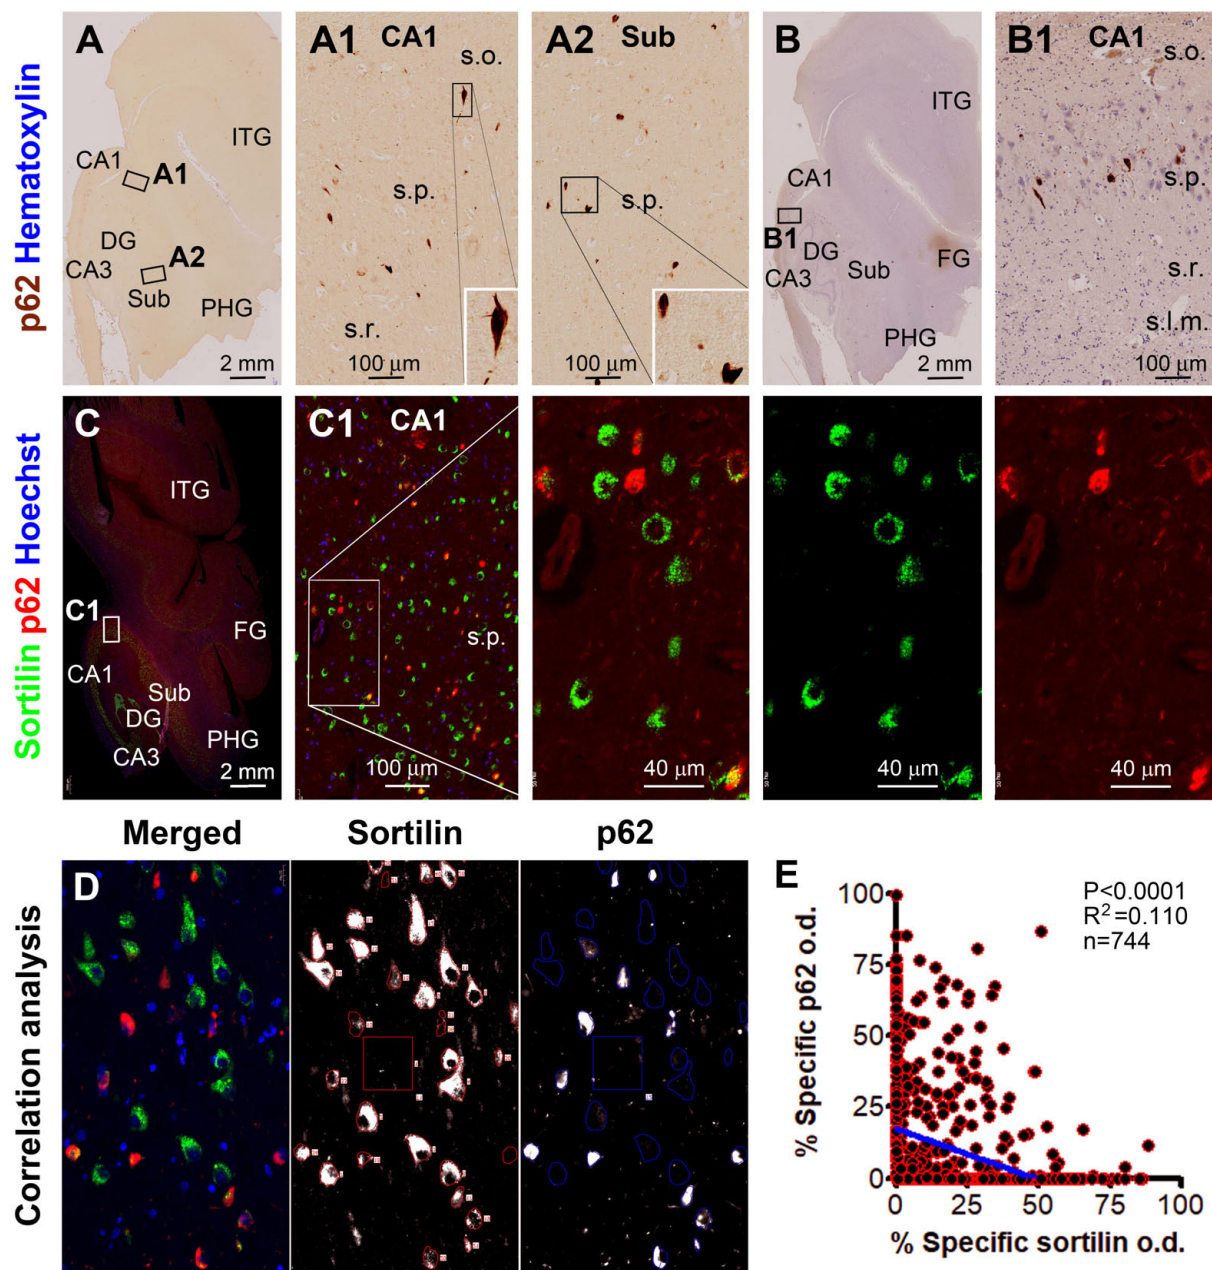 p62 Hematoxylin
A
ITG
CA1
A1
DG
A2
CA3
Sub
PHG
2 mm
A1 CA1
s.o.
s.p.
s.r.
100 µm
A2 Sub
s.p.
100 µm
B
ITG
CA1
B1
DG
FG
CA3
Sub
PHG
2 mm
B1 CA1
s.o.
s.p.
s.r.
s.l.m.
100 µm
Sortilin p62 Hoechst
C
ITG
C1
FG
CA1
Sub
DG
PHG
CA3
2 mm
C1 CA1
s.p.
100 µm
40 µm
40 µm
40 µm
Merged Sortilin p62
Correlation analysis
D
E
P<0.0001
R²=0.110
n=744
% Specific p62 o.d.
100
75
50
25
0
0 25 50 75 100
% Specific sortilin o.d.